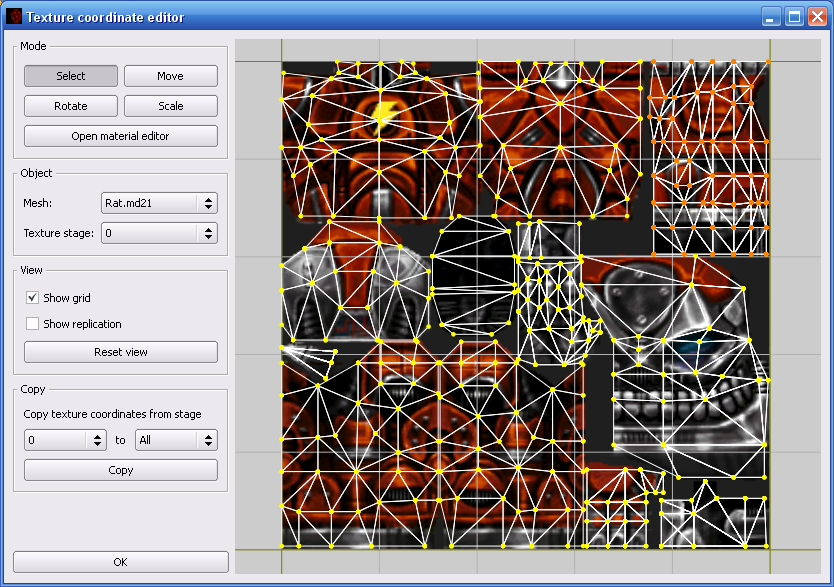 Texture coordinate editor
Mode
Select
Move
Rotate
Scale
Open material editor
Object
Mesh: Rat.md21
Texture stage: 0
View
Show grid
Show replication
Reset view
Copy
Copy texture coordinates from stage
0 to All
Copy
OK